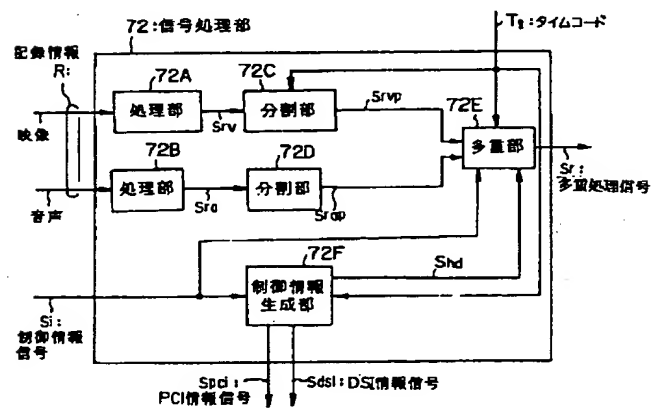 72:信号処理部
Tt:タイムコード
記録情報
R:
72A
処理部
Srv
72C
分割部
Srvp
72E
多重部
映像
72B
処理部
Sra
72D
分割部
Srap
Sr:
多重処理信号
音声
72F
制御情報
生成部
Shd
Si:
制御情報
信号
Spci:
PCI情報信号
Sdsi:DSI情報信号